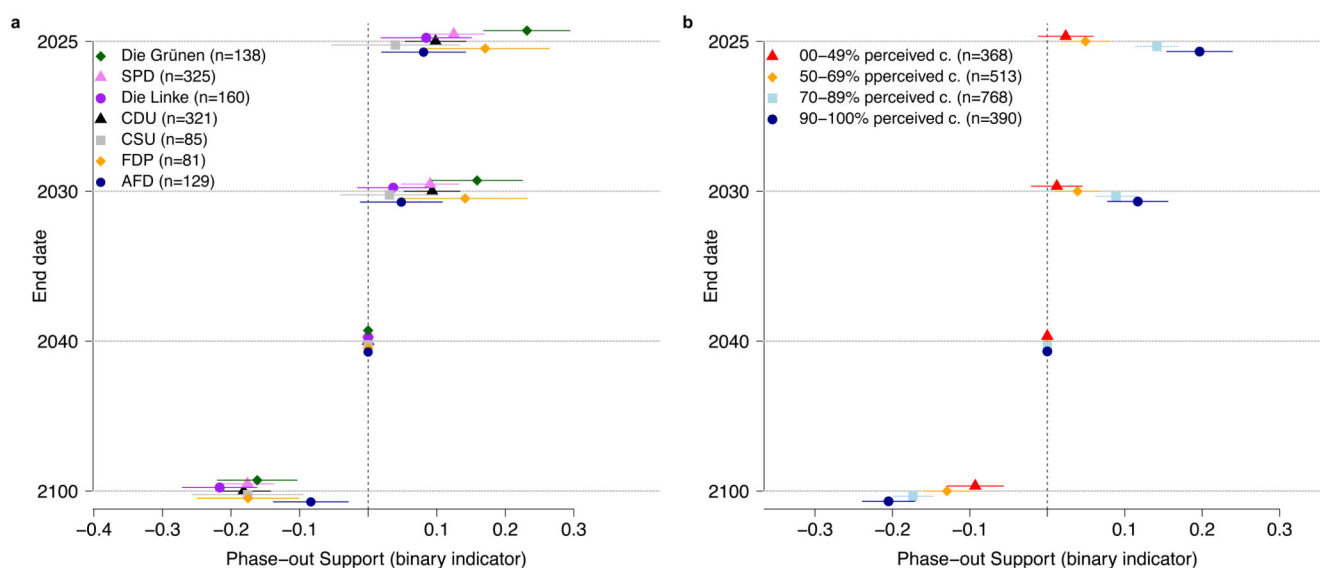 a
Die Grünen (n=138)
SPD (n=325)
Die Linke (n=160)
CDU (n=321)
CSU (n=85)
FDP (n=81)
AFD (n=129)
End date
2025
2030
2040
2100
−0.4
−0.3
−0.2
−0.1
0
0.1
0.2
0.3
Phase−out Support (binary indicator)
b
00−49% perceived c. (n=368)
50−69% pperceived c. (n=513)
70−89% perceived c. (n=768)
90−100% perceived c. (n=390)
End date
2025
2030
2040
2100
−0.3
−0.2
−0.1
0
0.1
0.2
0.3
Phase−out Support (binary indicator)